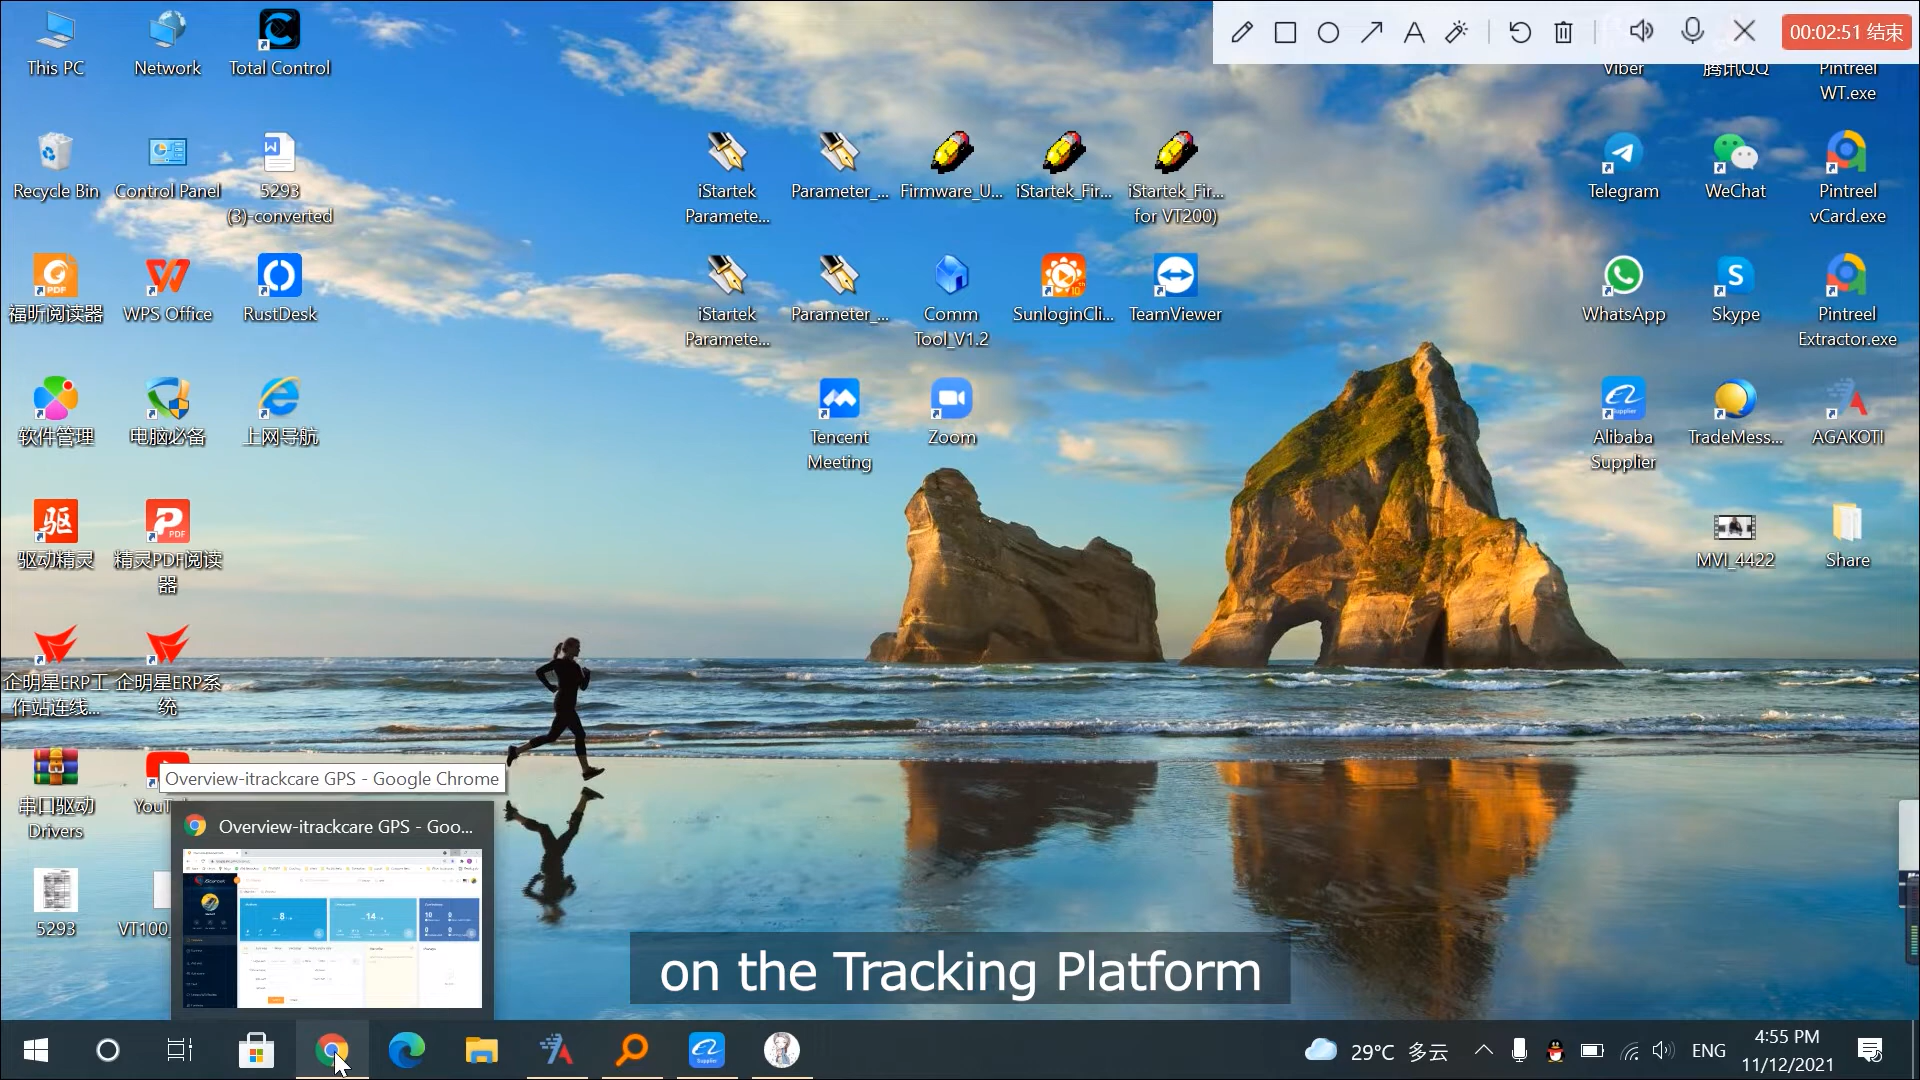 00:02:51 结束
This PC
Network
Total Control
Viber
腾讯QQ
Pintreel
WT.exe
Recycle Bin
Control Panel
5293
(3)-converted
iStartek
Paramete...
Parameter_...
Firmware_U...
iStartek_Fir...
iStartek_Fir...
for VT200)
Telegram
WeChat
Pintreel
vCard.exe
福昕阅读器
WPS Office
RustDesk
iStartek
Paramete...
Parameter_...
Comm
Tool_V1.2
SunloginCli...
TeamViewer
WhatsApp
Skype
Pintreel
Extractor.exe
软件管理
电脑必备
上网导航
Tencent
Meeting
Zoom
Alibaba
Supplier
TradeMess...
AGAKOTI
驱动精灵
精灵PDF阅读
器
MVI_4422
Share
企明星ERP工
作站连线...
企明星ERP系
统
串口驱动
Drivers
Overview-itrackcare GPS - Google Chrome
Overview-itrackcare GPS - Goo...
5293
VT100_
on the Tracking Platform
29°C 多云
ENG
4:55 PM
11/12/2021